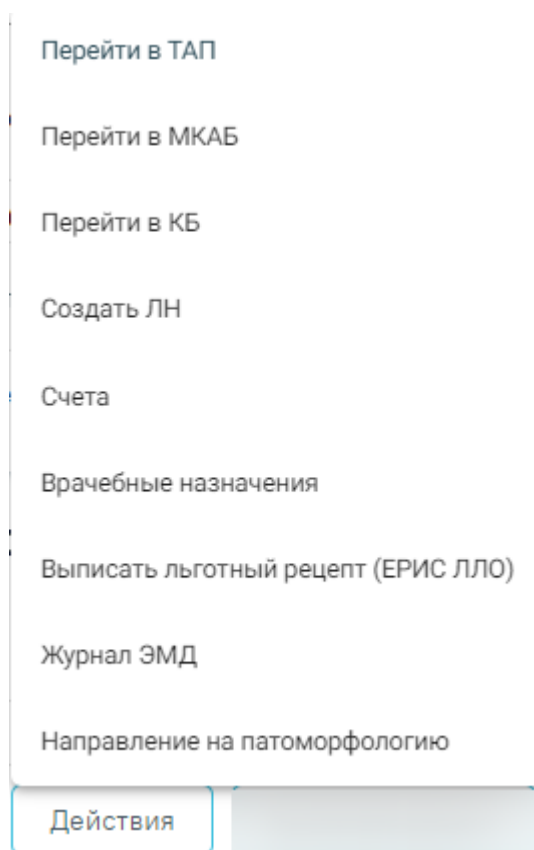 Перейти в ТАП
Перейти в МКАБ
Перейти в КБ
Создать ЛН
Счета
Врачебные назначения
Выписать льготный рецепт (ЕРИС ЛЛО)
Журнал ЭМД
Направление на патоморфологию
Действия